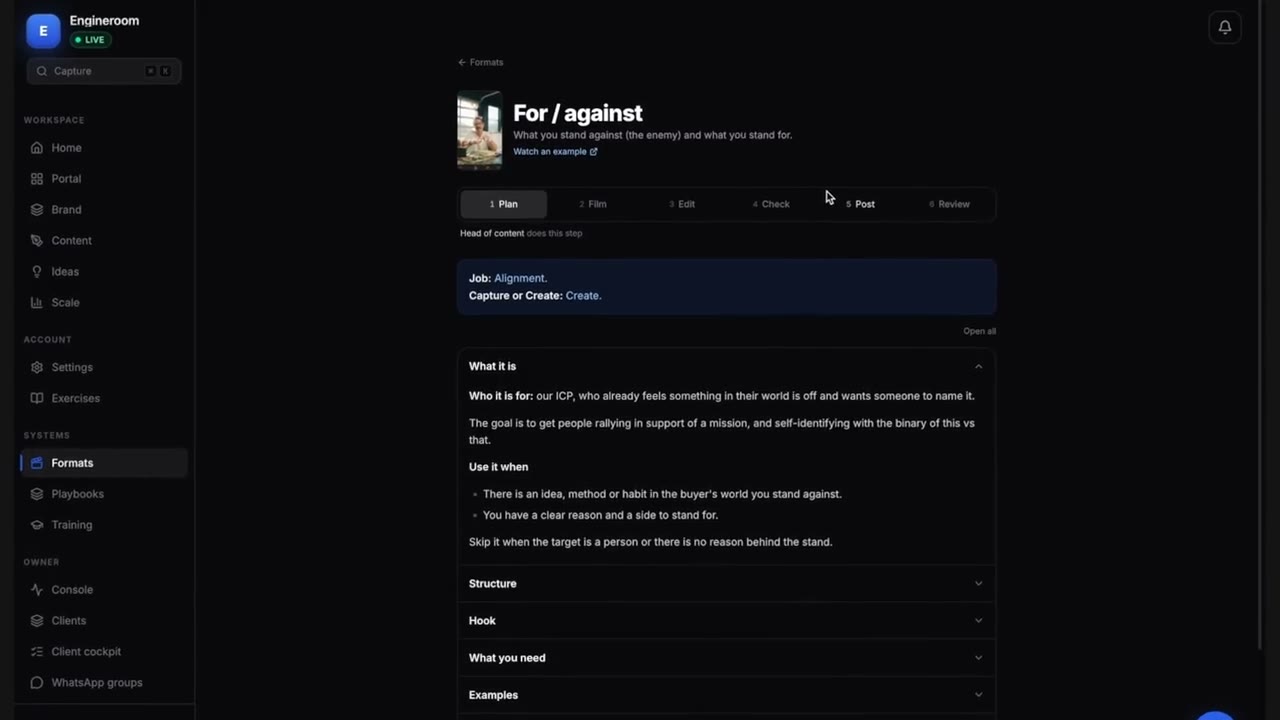 E
Engineroom
LIVE
Capture
⌘ K
WORKSPACE
Home
Portal
Brand
Content
Ideas
Scale
ACCOUNT
Settings
Exercises
SYSTEMS
Formats
Playbooks
Training
OWNER
Console
Clients
Client cockpit
WhatsApp groups
← Formats
For / against
What you stand against (the enemy) and what you stand for.
Watch an example
1 Plan
2 Film
3 Edit
4 Check
5 Post
6 Review
Head of content does this step
Job: Alignment.
Capture or Create: Create.
Open all
What it is
Who it is for: our ICP, who already feels something in their world is off and wants someone to name it.
The goal is to get people rallying in support of a mission, and self-identifying with the binary of this vs
that.
Use it when
• There is an idea, method or habit in the buyer's world you stand against.
• You have a clear reason and a side to stand for.
Skip it when the target is a person or there is no reason behind the stand.
Structure
Hook
What you need
Examples